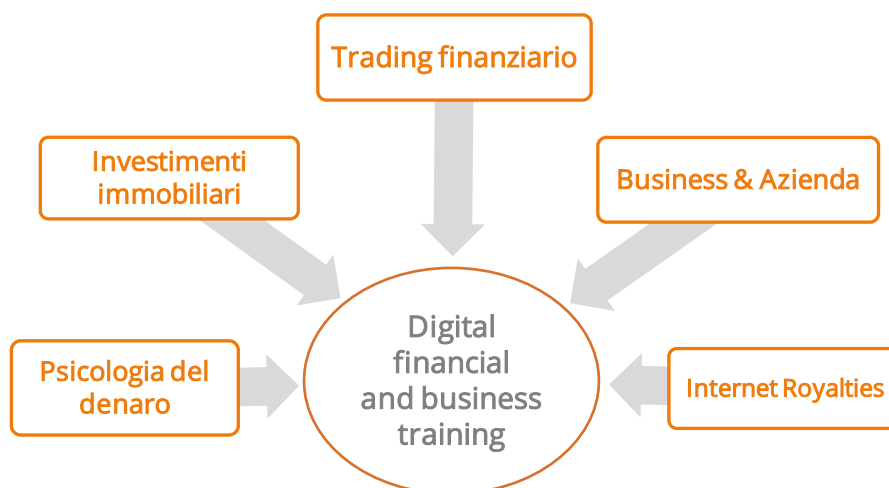 Trading finanziario
Investimenti
immobiliari
Business & Azienda
Digital
financial
and business
training
Psicologia del
denaro
Internet Royalties